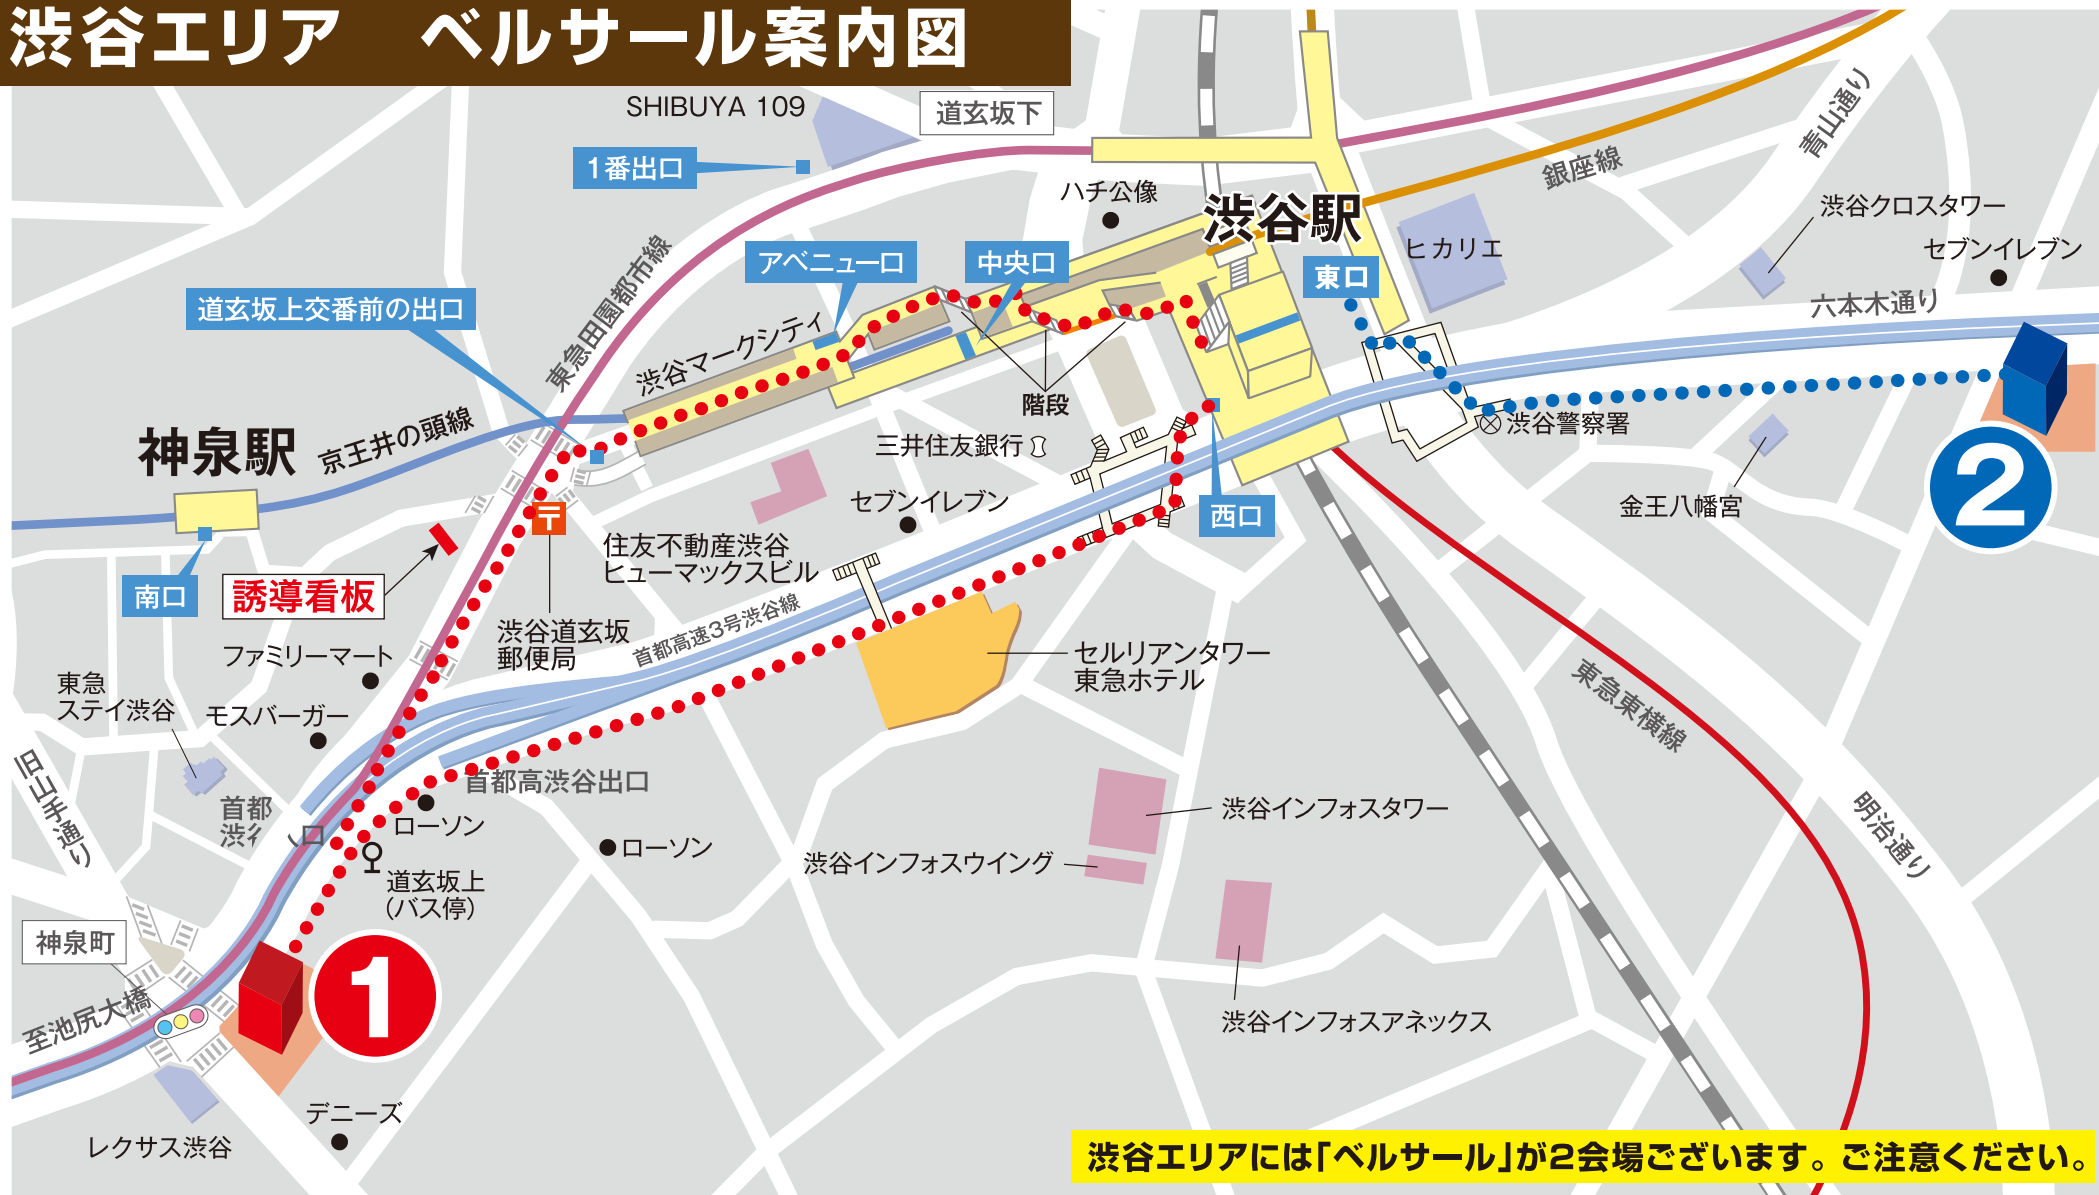 渋谷エリア　ベルサール案内図
SHIBUYA 109
道玄坂下
1番出口
ハチ公像
渋谷駅
銀座線
青山通り
渋谷クロスタワー
セブンイレブン
ヒカリエ
東口
六本木通り
アベニュー口
中央口
道玄坂上交番前の出口
東急田園都市線
渋谷マークシティ
階段
神泉駅
京王井の頭線
三井住友銀行
渋谷警察署
金王八幡宮
2
セブンイレブン
西口
〒
南口
誘導看板
住友不動産渋谷
ヒューマックスビル
渋谷道玄坂
郵便局
首都高速3号渋谷線
セルリアンタワー
東急ホテル
ファミリーマート
東急
ステイ渋谷
モスバーガー
東急東横線
旧山手通り
首都高渋谷出口
首都
渋
口
ローソン
ローソン
道玄坂上
（バス停）
渋谷インフォスタワー
渋谷インフォスウイング
明治通り
神泉町
1
至池尻大橋
渋谷インフォスアネックス
デニーズ
レクサス渋谷
渋谷エリアには「ベルサール」が2会場ございます。ご注意ください。